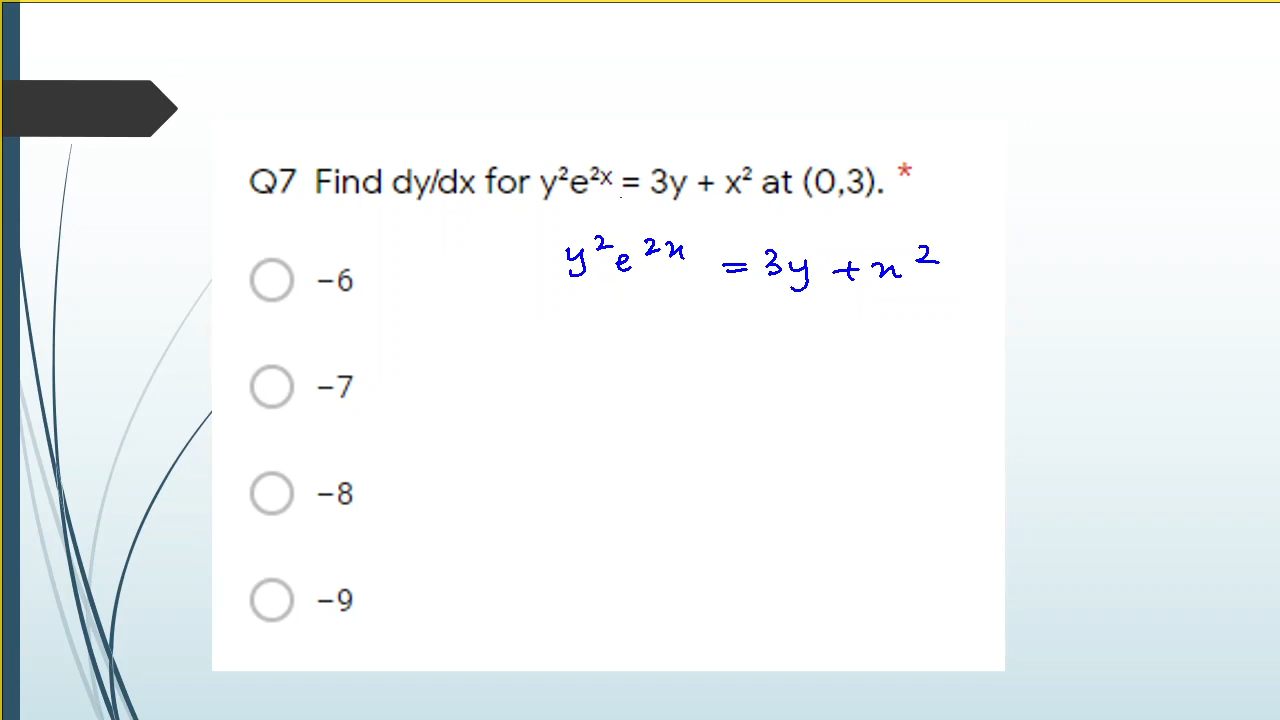 Q7 Find dy/dx for y²e²ˣ = 3y + x² at (0,3). *
y²e²ˣ = 3y + x²
−6
−7
−8
−9